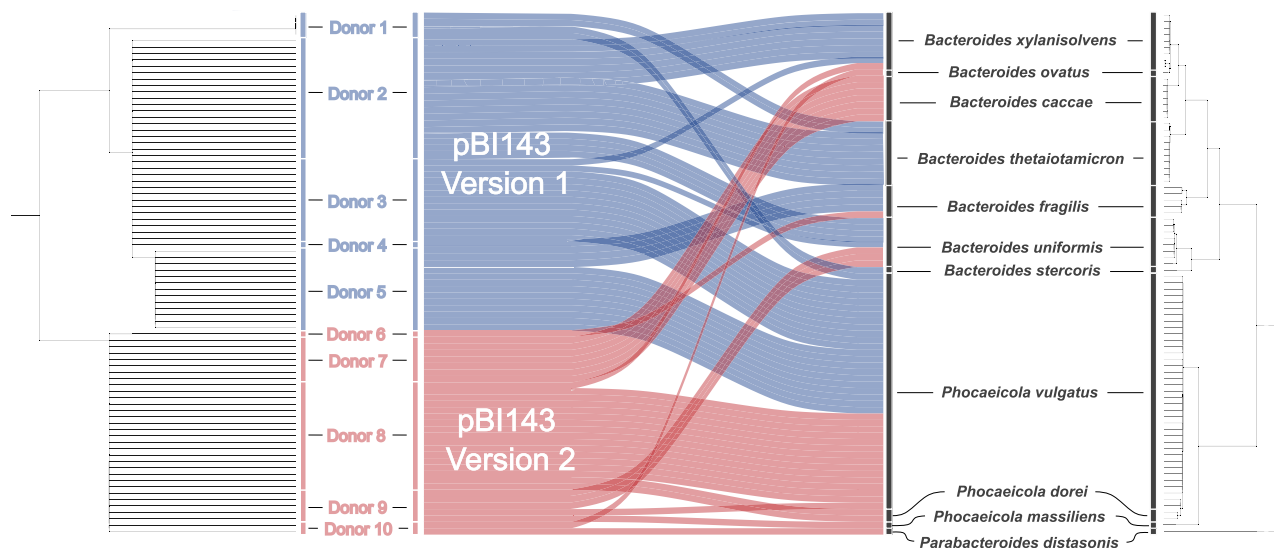 Donor 1
Donor 2
Donor 3
Donor 4
Donor 5
Donor 6
Donor 7
Donor 8
Donor 9
Donor 10
pBI143
Version 1
pBI143
Version 2
Bacteroides xylanisolvens
Bacteroides ovatus
Bacteroides caccae
Bacteroides thetaiotamicron
Bacteroides fragilis
Bacteroides uniformis
Bacteroides stercoris
Phocaeicola vulgatus
Phocaeicola dorei
Phocaeicola massiliens
Parabacteroides distasonis